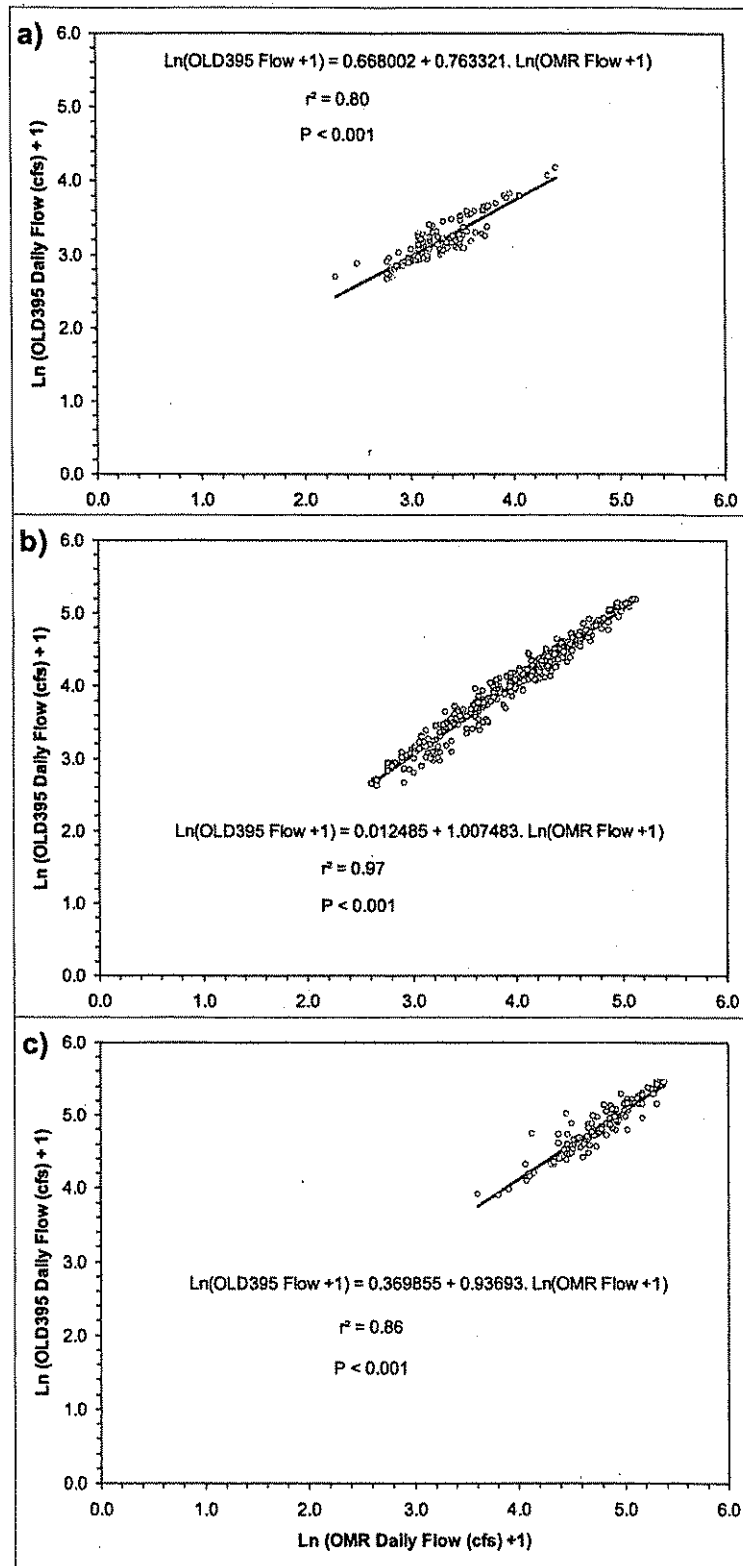 a)
Ln(OLD395 Flow +1) = 0.668002 + 0.763321. Ln(OMR Flow +1)
r² = 0.80
P < 0.001
Ln (OLD395 Daily Flow (cfs) + 1)
6.0
5.0
4.0
3.0
2.0
1.0
0.0
0.0 1.0 2.0 3.0 4.0 5.0 6.0
b)
Ln (OLD395 Daily Flow (cfs) + 1)
6.0
5.0
4.0
3.0
2.0
1.0
0.0
Ln(OLD395 Flow +1) = 0.012485 + 1.007483. Ln(OMR Flow +1)
r² = 0.97
P < 0.001
0.0 1.0 2.0 3.0 4.0 5.0 6.0
c)
Ln (OLD395 Daily Flow (cfs) + 1)
6.0
5.0
4.0
3.0
2.0
1.0
0.0
Ln(OLD395 Flow +1) = 0.369855 + 0.93693. Ln(OMR Flow +1)
r² = 0.86
P < 0.001
0.0 1.0 2.0 3.0 4.0 5.0 6.0
Ln (OMR Daily Flow (cfs) +1)